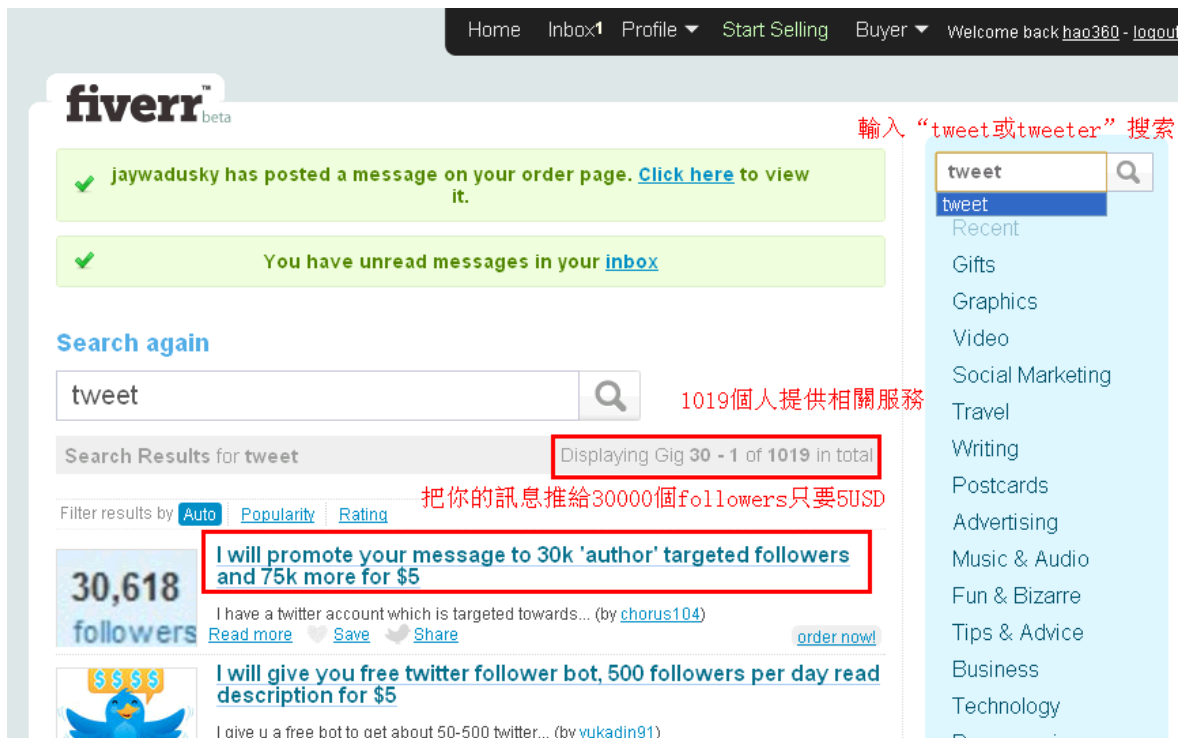 Home Inbox1 Profile Start Selling Buyer Welcome back hao360 - logout
fiverr™ beta
輸入“tweet或tweeter”搜索
jaywadusky has posted a message on your order page. Click here to view
it.
You have unread messages in your inbox
Search again
tweet
1019個人提供相關服務
Search Results for tweet
Displaying Gig 30 - 1 of 1019 in total
把你的訊息推給30000個followers只要5USD
Filter results by Auto Popularity Rating
30,618
followers
I will promote your message to 30k 'author' targeted followers
and 75k more for $5
I have a twitter account which is targeted towards... (by chorus104)
Read more Save Share
order now!
$$$$
I will give you free twitter follower bot, 500 followers per day read
description for $5
I give u a free bot to get about 50-500 twitter... (by vukadin91)
tweet
tweet
Recent
Gifts
Graphics
Video
Social Marketing
Travel
Writing
Postcards
Advertising
Music & Audio
Fun & Bizarre
Tips & Advice
Business
Technology